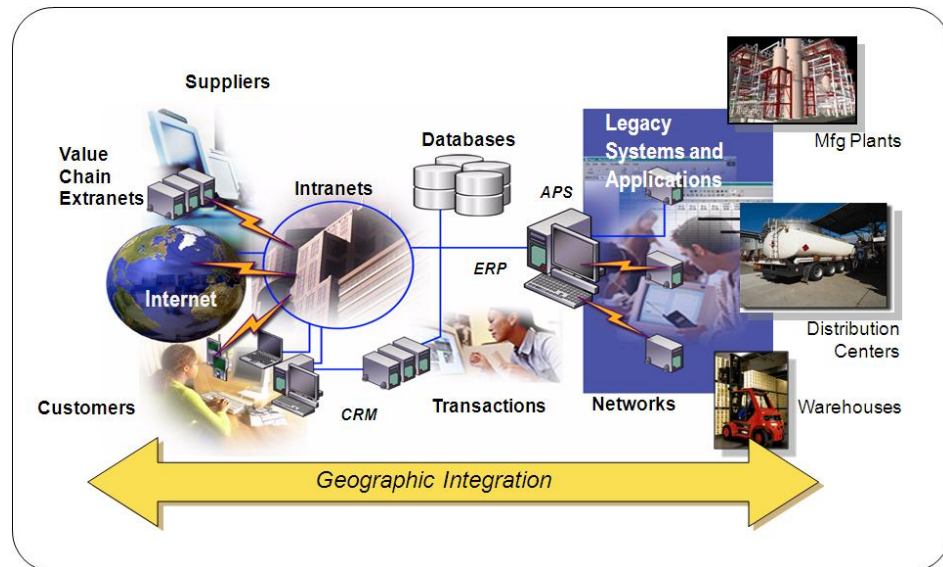 Suppliers
Value
Chain
Extranets
Internet
Customers
Intranets
CRM
Databases
Transactions
APS
ERP
Legacy
Systems and
Applications
Networks
Mfg Plants
Distribution
Centers
Warehouses
Geographic Integration